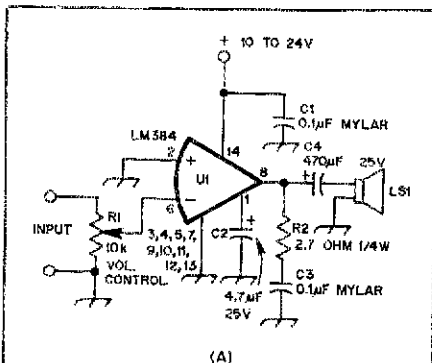 +
10 TO 24V
C1
0.1µF MYLAR
LM384
2
+
14
C4
470µF
25V
U1
8
+
LS1
6
−
1
+
INPUT
R1
10k
VOL.
CONTROL
3,4,5,7,
9,10,11,
12,13
C2
4.7µF
25V
R2
2.7 OHM 1/4W
C3
0.1µF
MYLAR
(A)